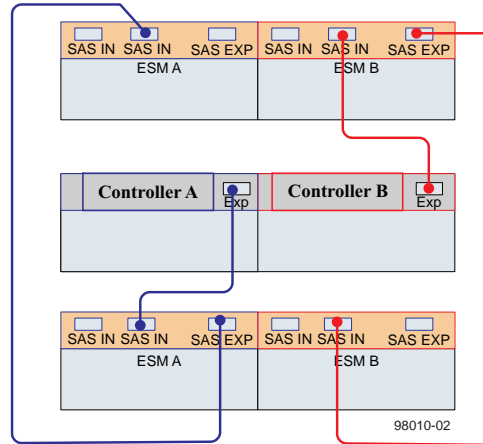 SAS IN SAS IN SAS EXP SAS IN SAS IN SAS EXP
ESM A ESM B
Controller A Exp Controller B Exp
SAS IN SAS IN SAS EXP SAS IN SAS IN SAS EXP
ESM A ESM B
98010-02